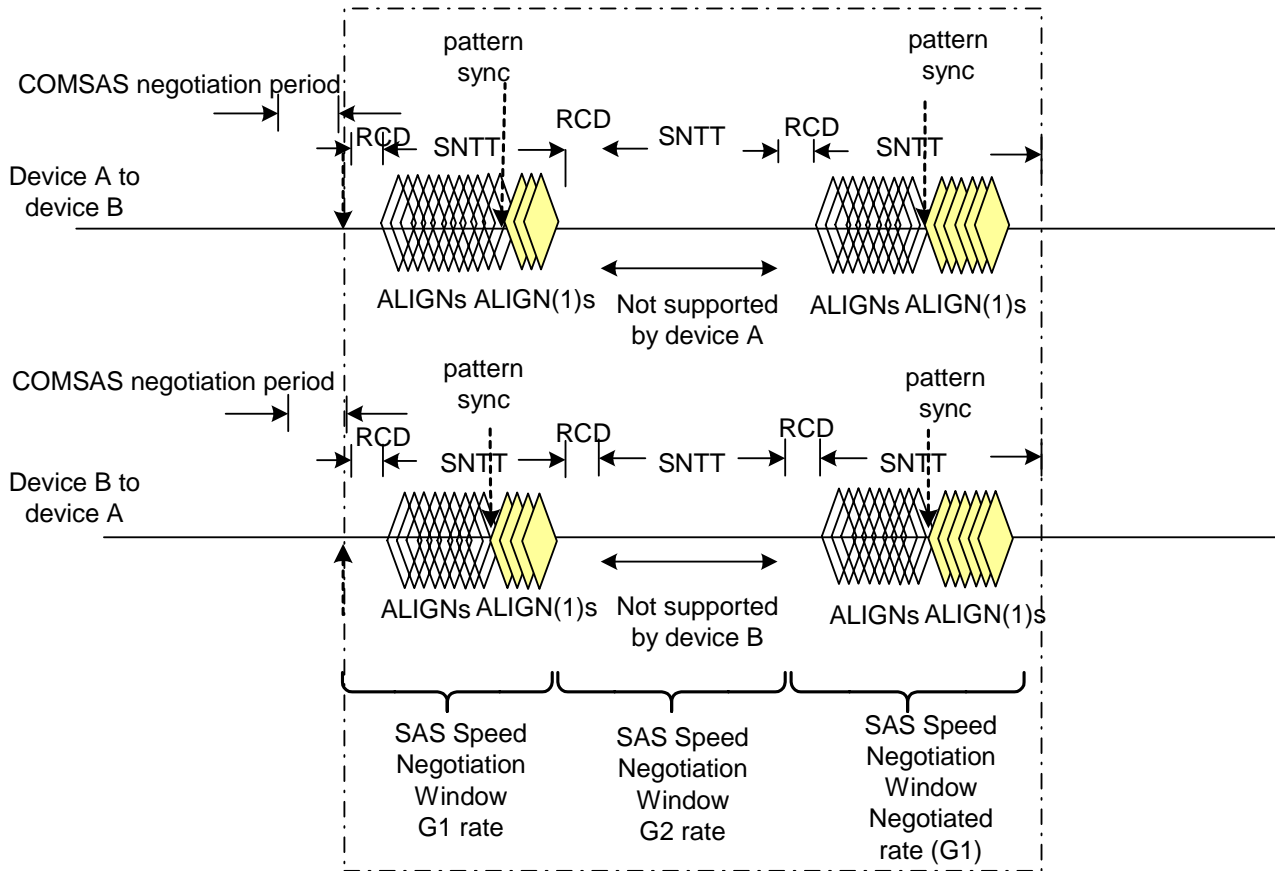 pattern
sync
pattern
sync
COMSAS negotiation period
RCD
SNTT
RCD
SNTT
RCD
SNTT
Device A to
device B
ALIGNs ALIGN(1)s
Not supported
by device A
ALIGNs ALIGN(1)s
pattern
sync
pattern
sync
COMSAS negotiation period
RCD
SNTT
RCD
SNTT
RCD
SNTT
Device B to
device A
ALIGNs ALIGN(1)s
Not supported
by device B
ALIGNs ALIGN(1)s
SAS Speed
Negotiation
Window
G1 rate
SAS Speed
Negotiation
Window
G2 rate
SAS Speed
Negotiation
Window
Negotiated
rate (G1)